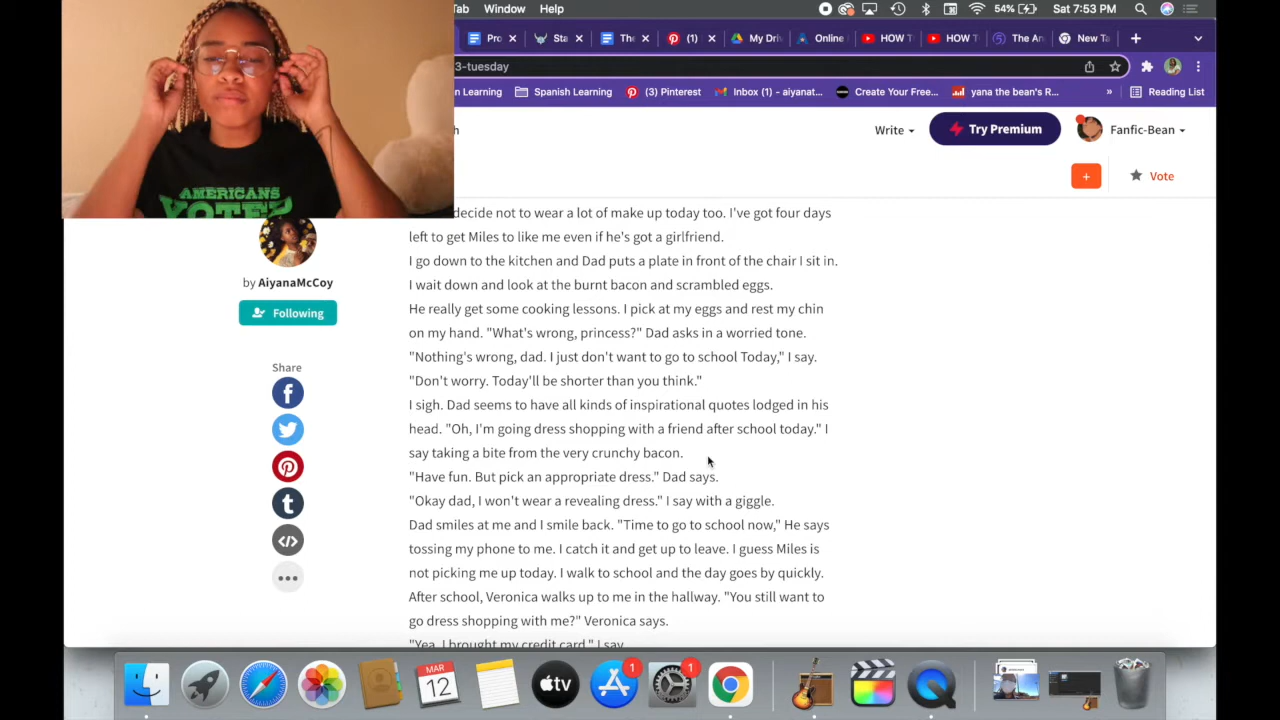 Tab Window Help
54% Sat 7:53 PM
Pro
Sta
The
(1)
My Driv
Online
HOW T
HOW T
The An
New Ta
3-tuesday
n Learning Spanish Learning (3) Pinterest Inbox (1) - aiyanat... Create Your Free... yana the bean's R... » Reading List
Write Try Premium Fanfic-Bean
+ Vote
AMERICANS
VOTED
by AiyanaMcCoy
Following
Share
decide not to wear a lot of make up today too. I've got four days
left to get Miles to like me even if he's got a girlfriend.
I go down to the kitchen and Dad puts a plate in front of the chair I sit in.
I wait down and look at the burnt bacon and scrambled eggs.
He really get some cooking lessons. I pick at my eggs and rest my chin
on my hand. "What's wrong, princess?" Dad asks in a worried tone.
"Nothing's wrong, dad. I just don't want to go to school Today," I say.
"Don't worry. Today'll be shorter than you think."
I sigh. Dad seems to have all kinds of inspirational quotes lodged in his
head. "Oh, I'm going dress shopping with a friend after school today." I
say taking a bite from the very crunchy bacon.
"Have fun. But pick an appropriate dress." Dad says.
"Okay dad, I won't wear a revealing dress." I say with a giggle.
Dad smiles at me and I smile back. "Time to go to school now," He says
tossing my phone to me. I catch it and get up to leave. I guess Miles is
not picking me up today. I walk to school and the day goes by quickly.
After school, Veronica walks up to me in the hallway. "You still want to
go dress shopping with me?" Veronica says.
"Yea, I brought my credit card," I say
MAR
12
tv
1
1